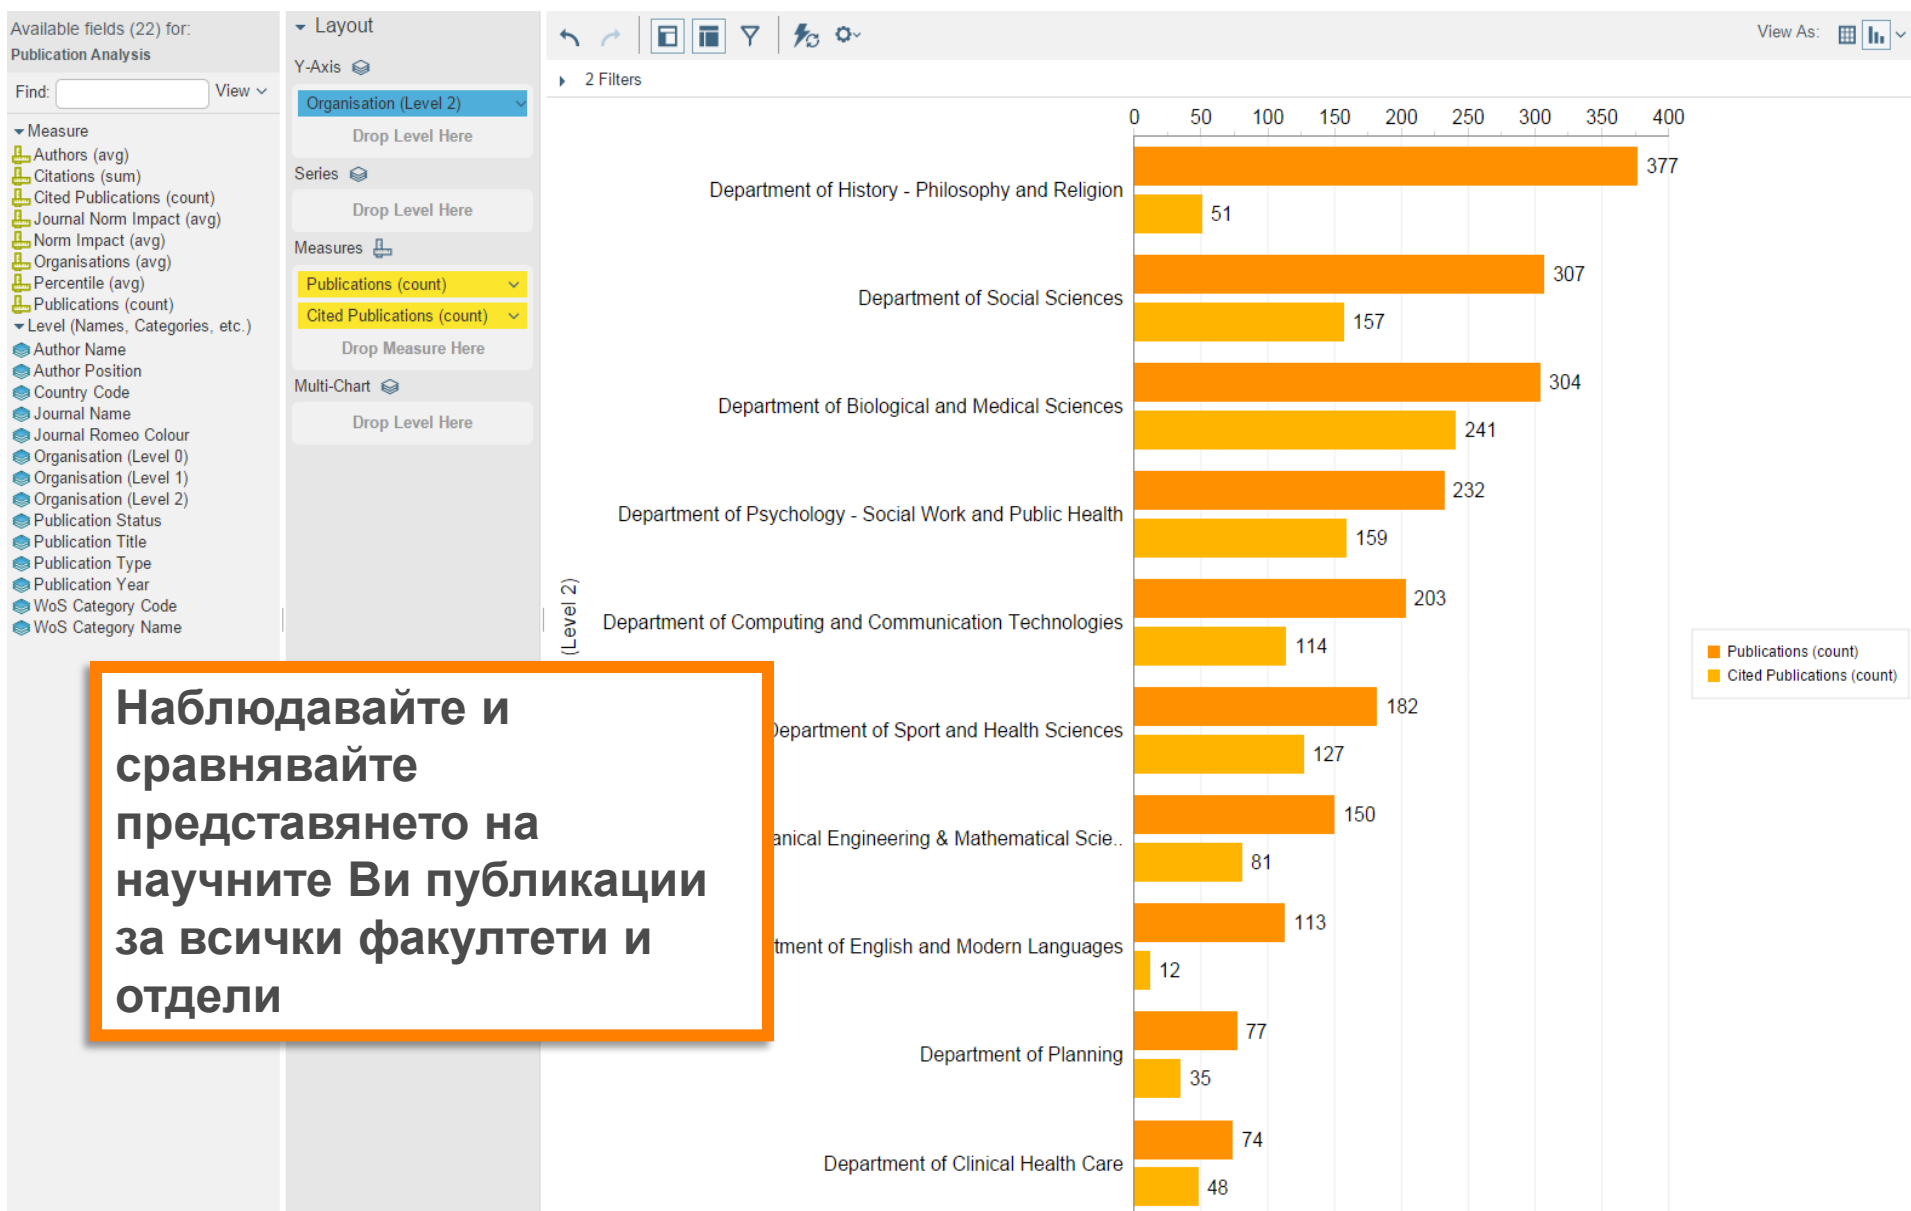 Available fields (22) for:
Publication Analysis
Find:
View
Measure
Authors (avg)
Citations (sum)
Cited Publications (count)
Journal Norm Impact (avg)
Norm Impact (avg)
Organisations (avg)
Percentile (avg)
Publications (count)
Level (Names, Categories, etc.)
Author Name
Author Position
Country Code
Journal Name
Journal Romeo Colour
Organisation (Level 0)
Organisation (Level 1)
Organisation (Level 2)
Publication Status
Publication Title
Publication Type
Publication Year
WoS Category Code
WoS Category Name
Layout
Y-Axis
Organisation (Level 2)
Drop Level Here
Series
Drop Level Here
Measures
Publications (count)
Cited Publications (count)
Drop Measure Here
Multi-Chart
Drop Level Here
View As:
2 Filters
0 50 100 150 200 250 300 350 400
Department of History - Philosophy and Religion
377
51
Department of Social Sciences
307
157
Department of Biological and Medical Sciences
304
241
Department of Psychology - Social Work and Public Health
232
159
Department of Computing and Communication Technologies
203
114
Department of Sport and Health Sciences
182
127
anical Engineering & Mathematical Scie..
150
81
tment of English and Modern Languages
113
12
Department of Planning
77
35
Department of Clinical Health Care
74
48
(Level 2)
Publications (count)
Cited Publications (count)
Наблюдавайте и
сравнявайте
представянето на
научните Ви публикации
за всички факултети и
отдели